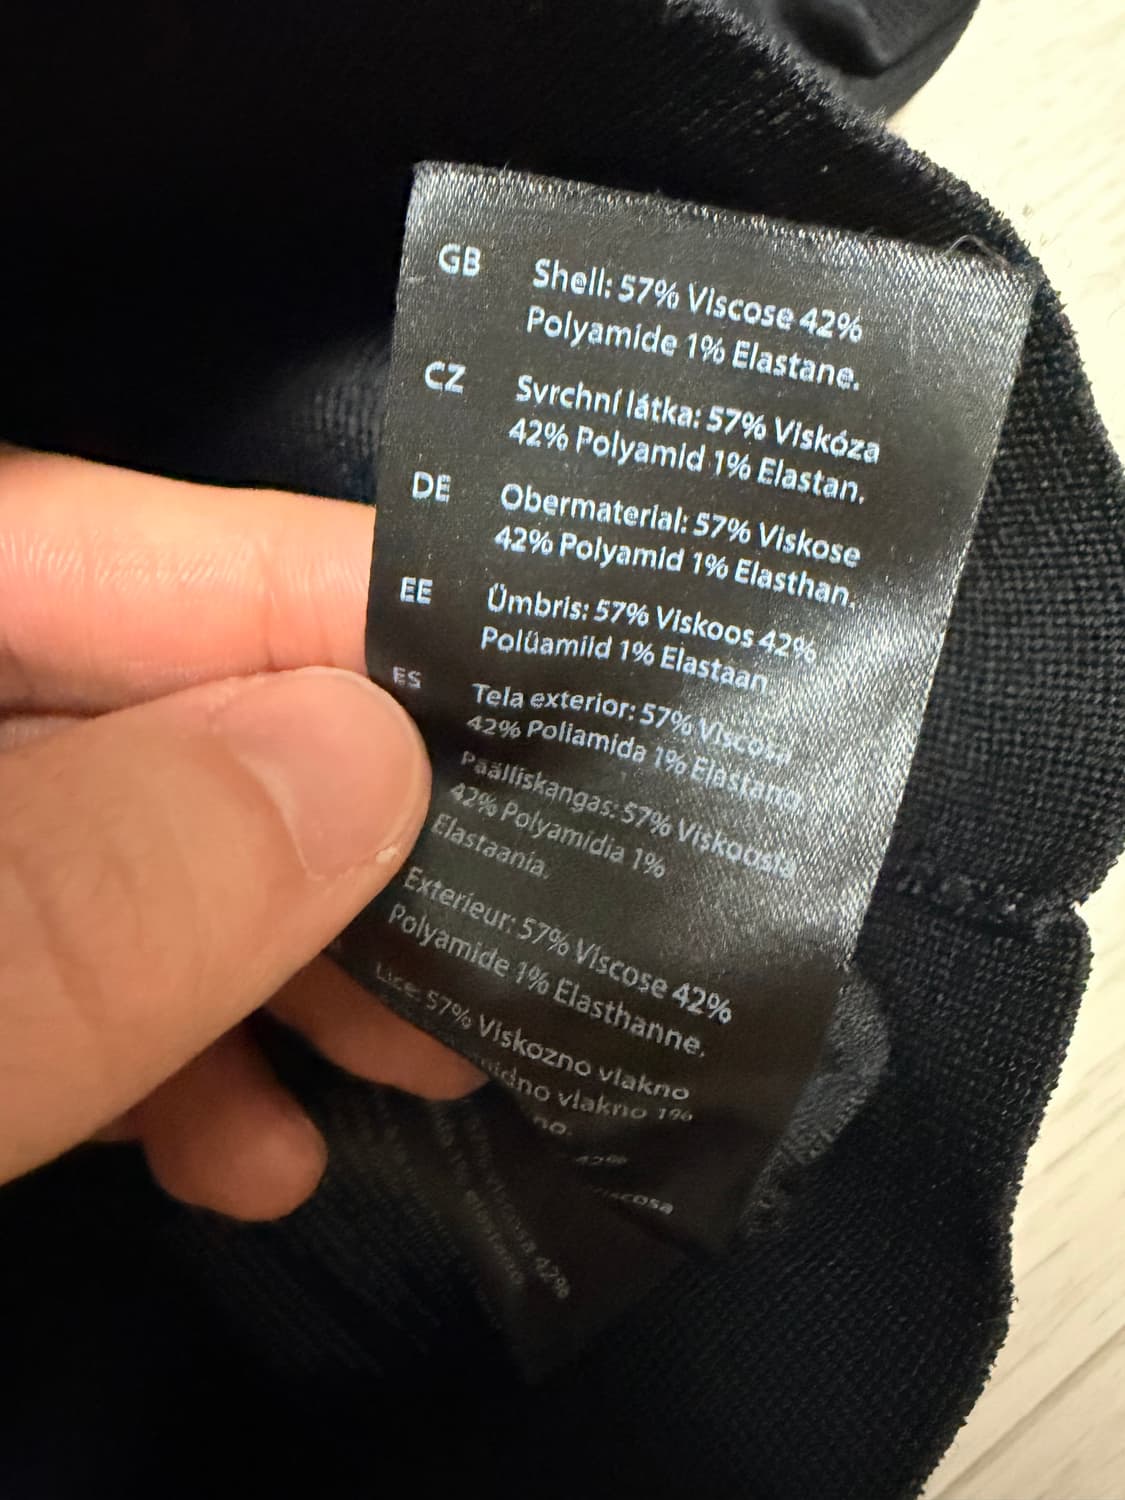 GB Shell: 57% Viscose 42%
Polyamide 1% Elastane.
CZ Svrchní látka: 57% Viskóza
42% Polyamid 1% Elastan.
DE Obermaterial: 57% Viskose
42% Polyamid 1% Elasthan.
EE Ümbris: 57% Viskoos 42%
Polüamiid 1% Elastaan.
ES Tela exterior: 57% Viscosa
42% Poliamida 1% Elastano.
Päälliskangas: 57% Viskoosia
42% Polyamidia 1%
Elastaania.
Exterieur: 57% Viscose 42%
Polyamide 1% Elasthanne.
Lice: 57% Viskozno vlakno
vlakno 1%
42%